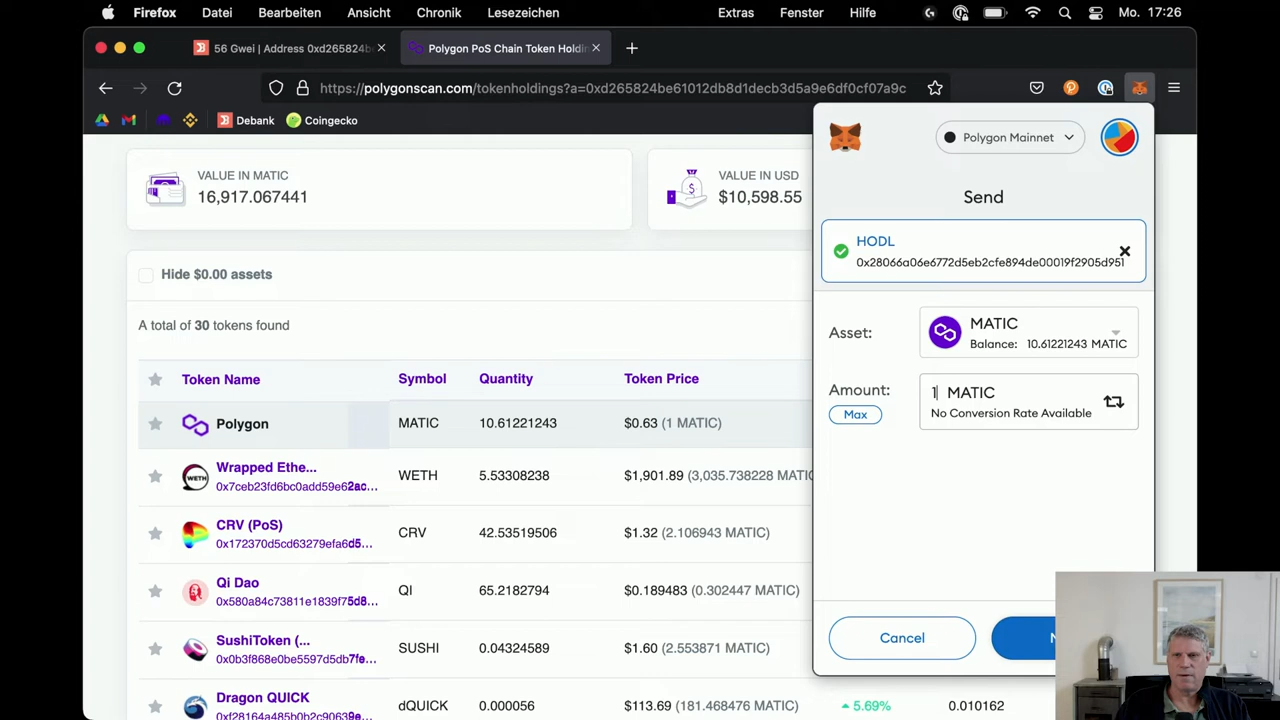 Firefox Datei Bearbeiten Ansicht Chronik Lesezeichen Extras Fenster Hilfe Mo. 17:26
56 Gwei | Address 0xd265824be
Polygon PoS Chain Token Holdin
https://polygonscan.com/tokenholdings?a=0xd265824be61012db8d1decb3d5a9e6df0cf07a9c
Debank Coingecko
VALUE IN MATIC
16,917.067441
VALUE IN USD
$10,598.55
Hide $0.00 assets
A total of 30 tokens found
Token Name Symbol Quantity Token Price
Polygon MATIC 10.61221243 $0.63 (1 MATIC)
Wrapped Ethe... WETH 5.53308238 $1,901.89 (3,035.738228 MATIC
0x7ceb23fd6bc0add59e62ac...
CRV (PoS) CRV 42.53519506 $1.32 (2.106943 MATIC)
0x172370d5cd63279efa6d5...
Qi Dao QI 65.2182794 $0.189483 (0.302447 MATIC)
0x580a84c73811e1839f75d8...
SushiToken (... SUSHI 0.04324589 $1.60 (2.553871 MATIC)
0x0b3f868e0be5597d5db7fe...
Dragon QUICK dQUICK 0.000056 $113.69 (181.468476 MATIC) 5.69% 0.010162
0xf28164a485b0b2c90639e...
Polygon Mainnet
Send
HODL
0x28066a06e6772d5eb2cfe894de00019f2905d951
Asset: MATIC
Balance: 10.61221243 MATIC
Amount: 1 MATIC
Max No Conversion Rate Available
Cancel